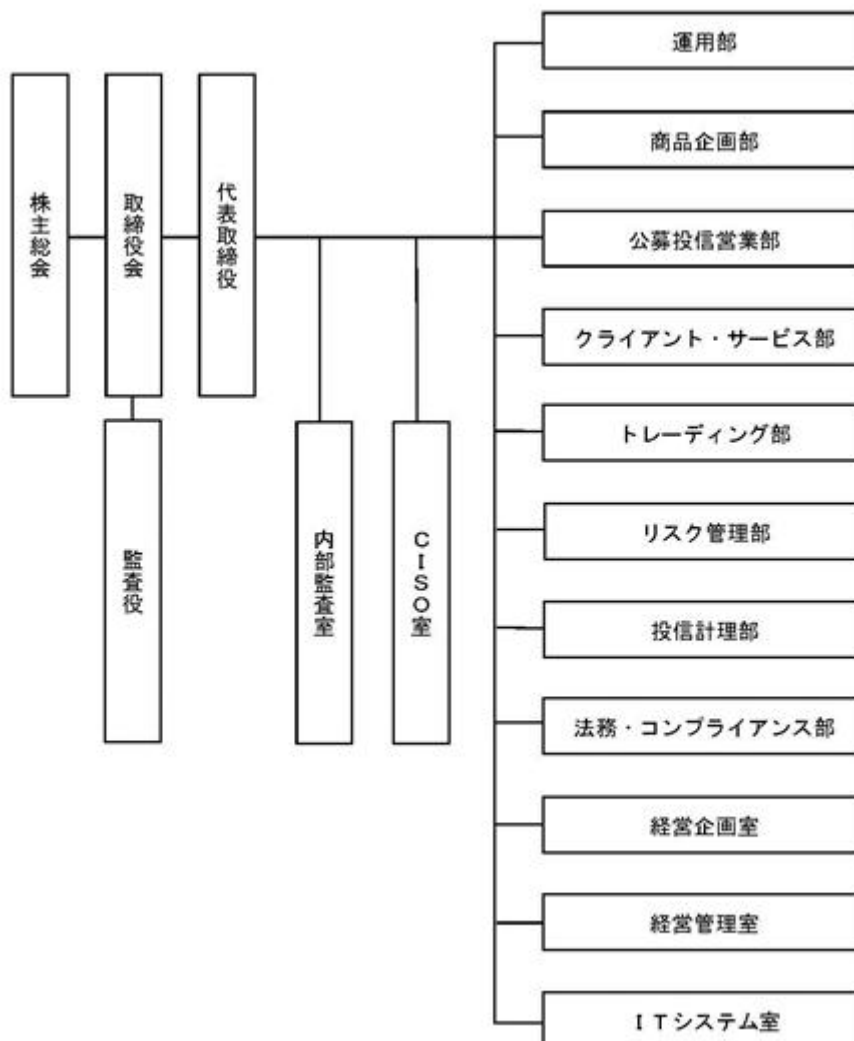 株主総会
取締役会
代表取締役
監査役
内部監査室
CISO室
運用部
商品企画部
公募投信営業部
クライアント・サービス部
トレーディング部
リスク管理部
投信計理部
法務・コンプライアンス部
経営企画室
経営管理室
ITシステム室